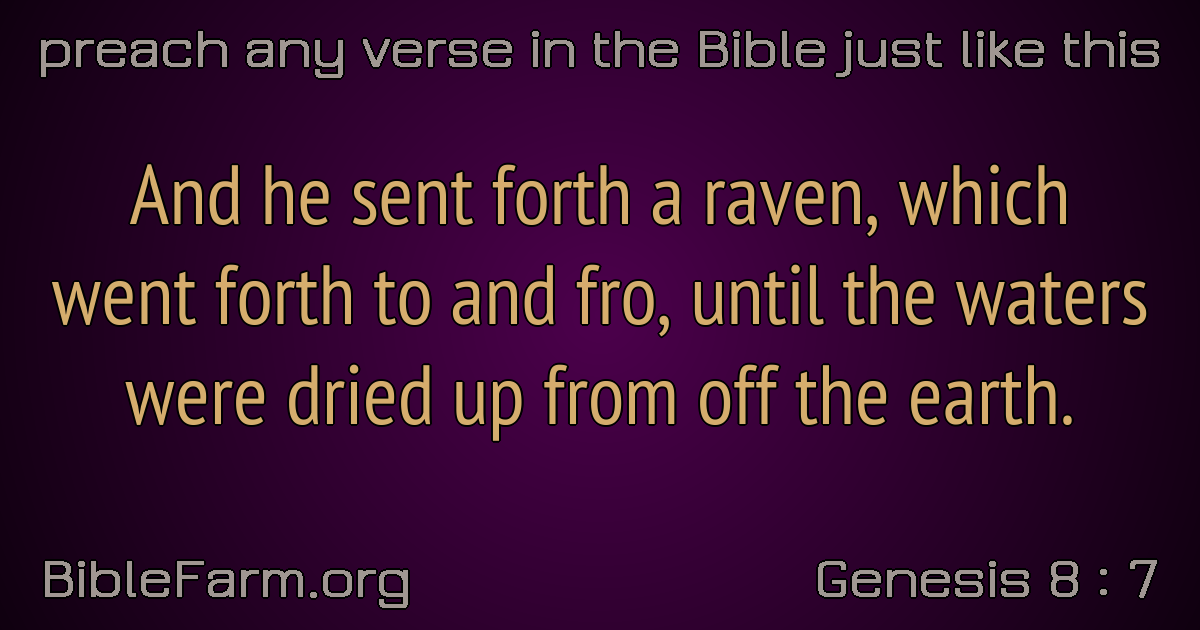 preach any verse in the Bible just like this
And he sent forth a raven, which
went forth to and fro, until the waters
were dried up from off the earth.
BibleFarm.org
Genesis 8 : 7